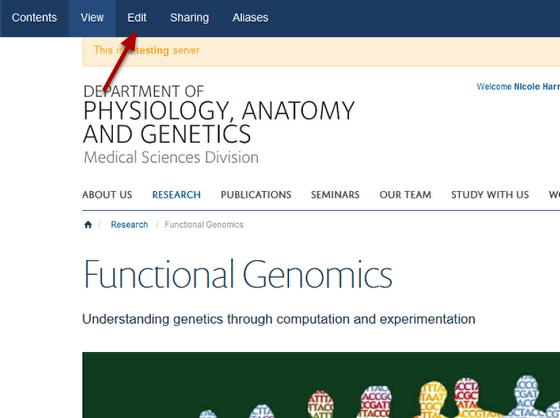 Contents View Edit Sharing Aliases
This is a testing server
DEPARTMENT OF
Welcome Nicole Harr
PHYSIOLOGY, ANATOMY
AND GENETICS
Medical Sciences Division
ABOUT US RESEARCH PUBLICATIONS SEMINARS OUR TEAM STUDY WITH US
/ Research / Functional Genomics
Functional Genomics
Understanding genetics through computation and experimentation